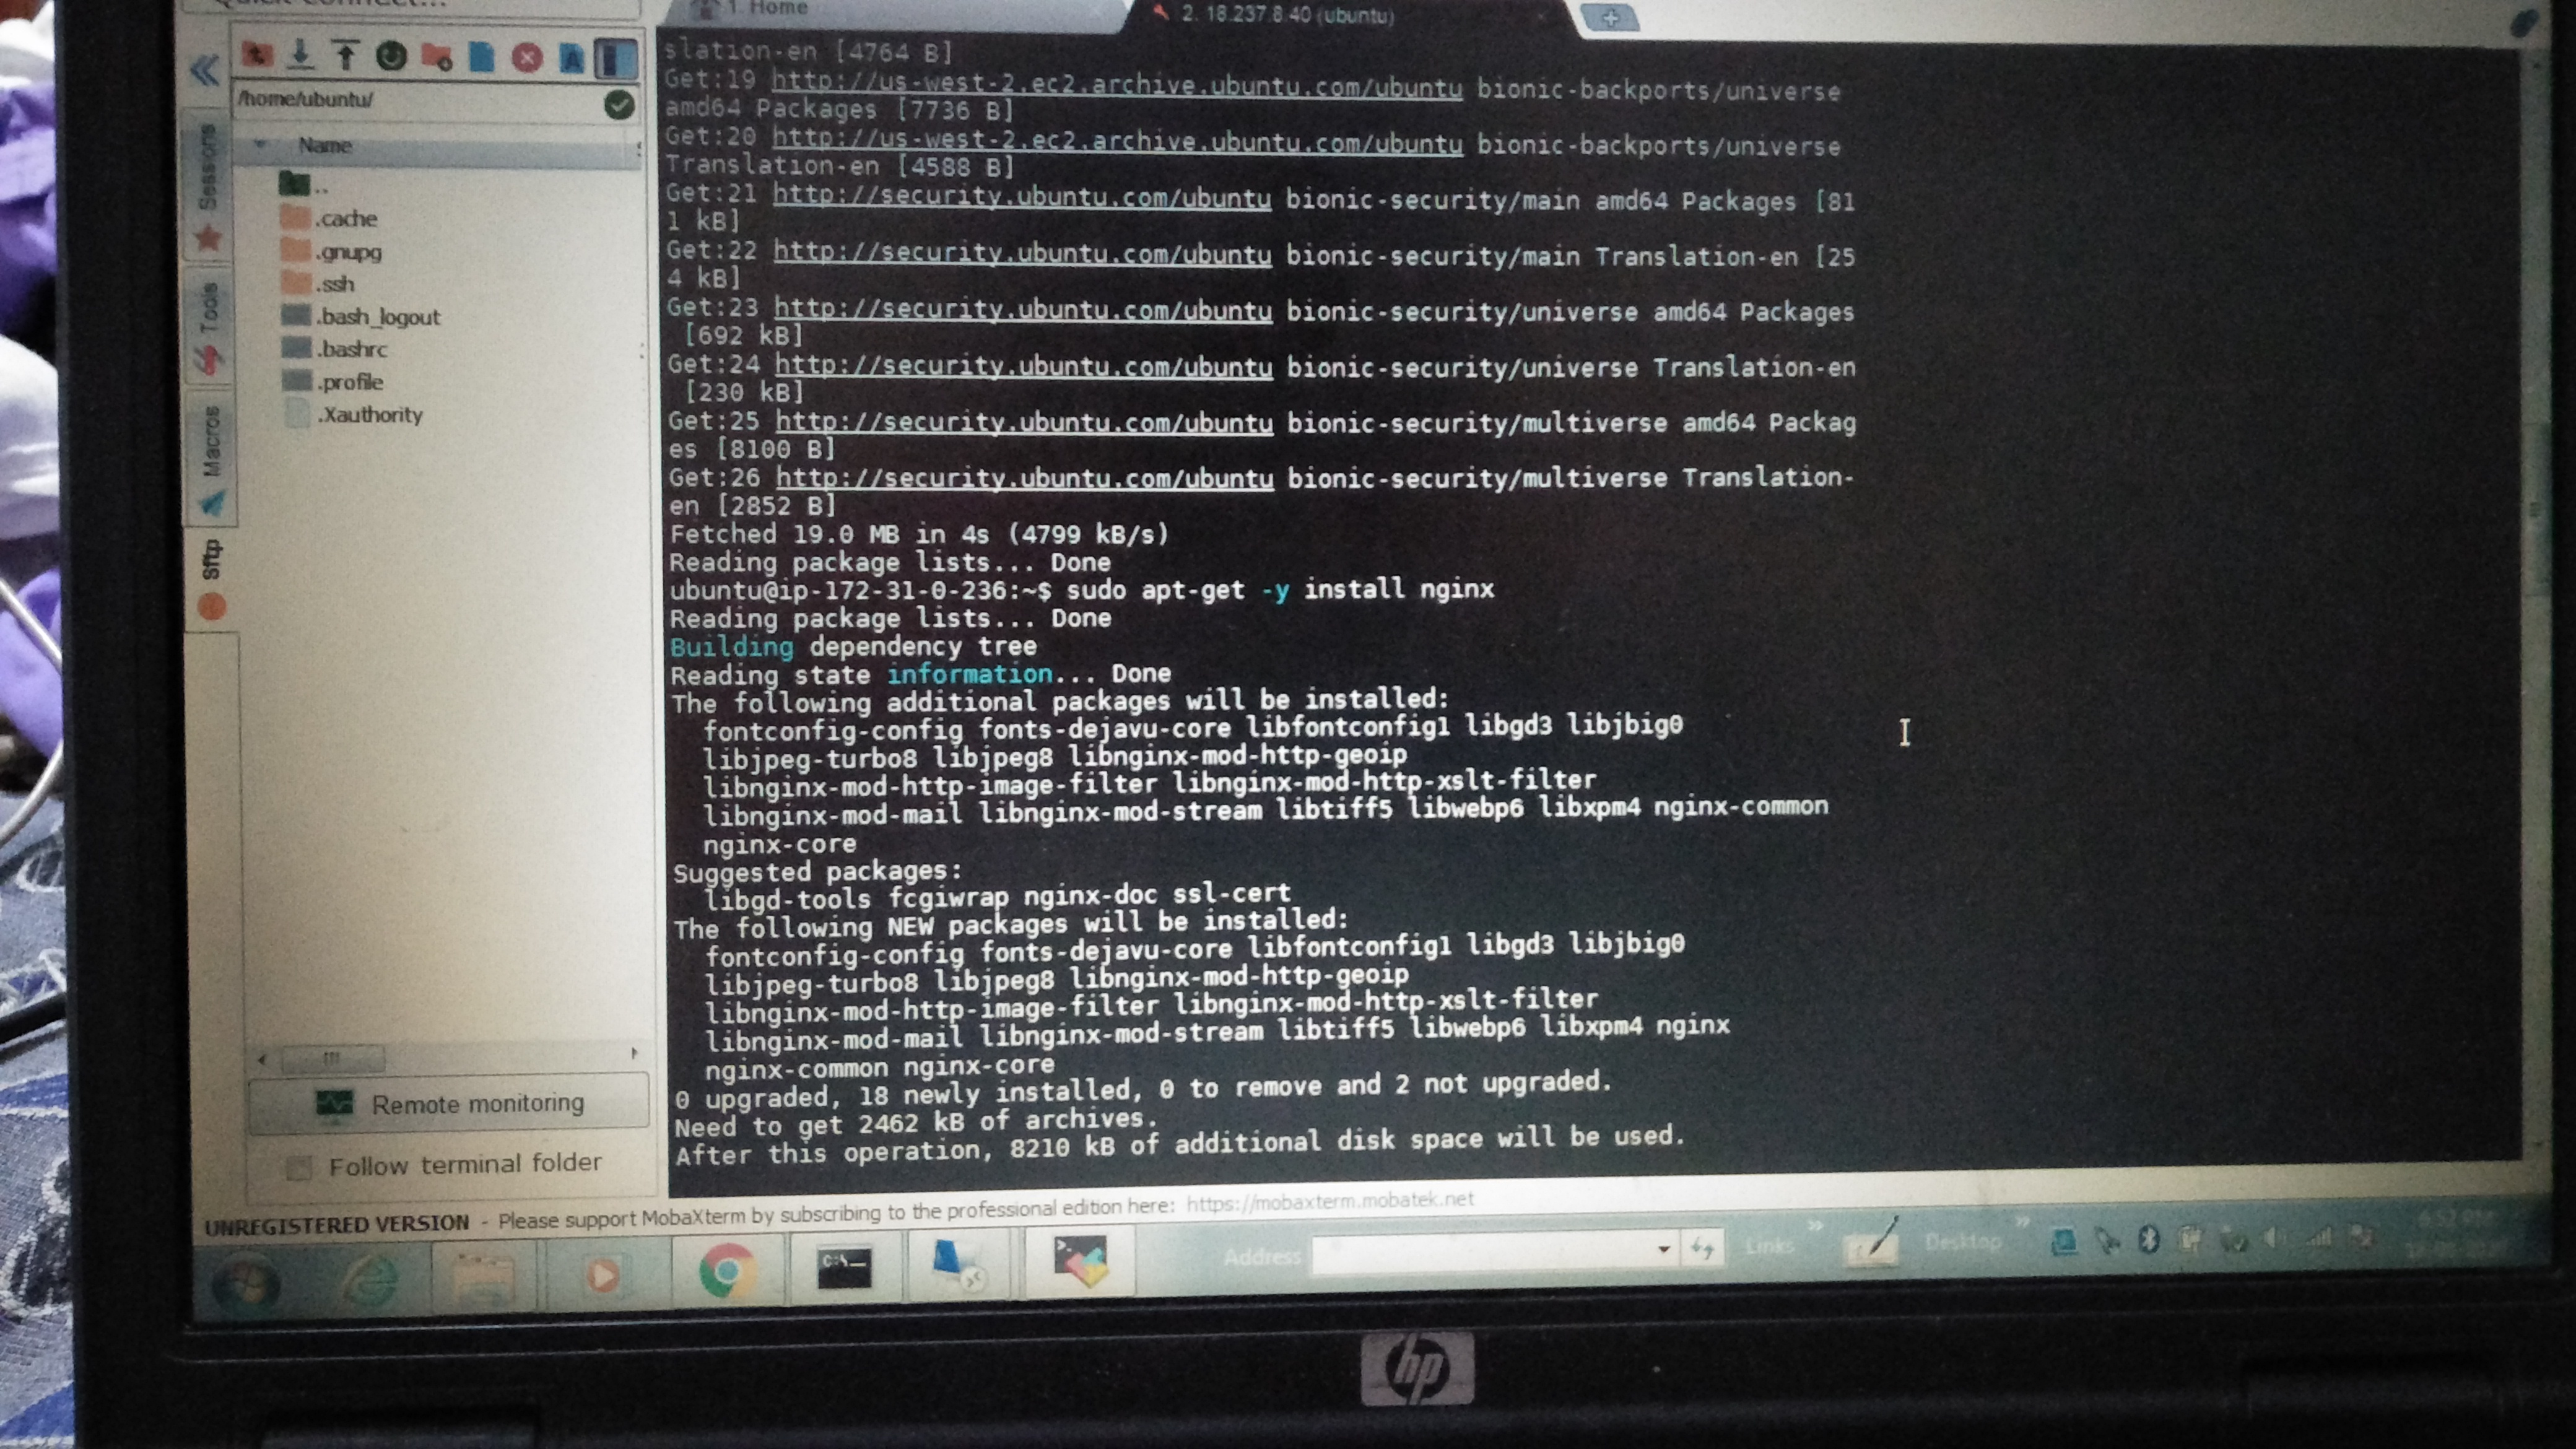 1. Home
2. 18.237.8.40 (ubuntu)
/home/ubuntu/
Name
..
.cache
.gnupg
.ssh
.bash_logout
.bashrc
.profile
.Xauthority
Sessions
Tools
Macros
Sftp
Remote monitoring
Follow terminal folder
slation-en [4764 B]
Get:19 http://us-west-2.ec2.archive.ubuntu.com/ubuntu bionic-backports/universe
amd64 Packages [7736 B]
Get:20 http://us-west-2.ec2.archive.ubuntu.com/ubuntu bionic-backports/universe
Translation-en [4588 B]
Get:21 http://security.ubuntu.com/ubuntu bionic-security/main amd64 Packages [81
1 kB]
Get:22 http://security.ubuntu.com/ubuntu bionic-security/main Translation-en [25
4 kB]
Get:23 http://security.ubuntu.com/ubuntu bionic-security/universe amd64 Packages
[692 kB]
Get:24 http://security.ubuntu.com/ubuntu bionic-security/universe Translation-en
[230 kB]
Get:25 http://security.ubuntu.com/ubuntu bionic-security/multiverse amd64 Packag
es [8100 B]
Get:26 http://security.ubuntu.com/ubuntu bionic-security/multiverse Translation-
en [2852 B]
Fetched 19.0 MB in 4s (4799 kB/s)
Reading package lists... Done
ubuntu@ip-172-31-0-236:~$ sudo apt-get -y install nginx
Reading package lists... Done
Building dependency tree
Reading state information... Done
The following additional packages will be installed:
fontconfig-config fonts-dejavu-core libfontconfig1 libgd3 libjbig0
libjpeg-turbo8 libjpeg8 libnginx-mod-http-geoip
libnginx-mod-http-image-filter libnginx-mod-http-xslt-filter
libnginx-mod-mail libnginx-mod-stream libtiff5 libwebp6 libxpm4 nginx-common
nginx-core
Suggested packages:
libgd-tools fcgiwrap nginx-doc ssl-cert
The following NEW packages will be installed:
fontconfig-config fonts-dejavu-core libfontconfig1 libgd3 libjbig0
libjpeg-turbo8 libjpeg8 libnginx-mod-http-geoip
libnginx-mod-http-image-filter libnginx-mod-http-xslt-filter
libnginx-mod-mail libnginx-mod-stream libtiff5 libwebp6 libxpm4 nginx
nginx-common nginx-core
0 upgraded, 18 newly installed, 0 to remove and 2 not upgraded.
Need to get 2462 kB of archives.
After this operation, 8210 kB of additional disk space will be used.
UNREGISTERED VERSION - Please support MobaXterm by subscribing to the professional edition here: https://mobaxterm.mobatek.net
Address
Links
Desktop
hp